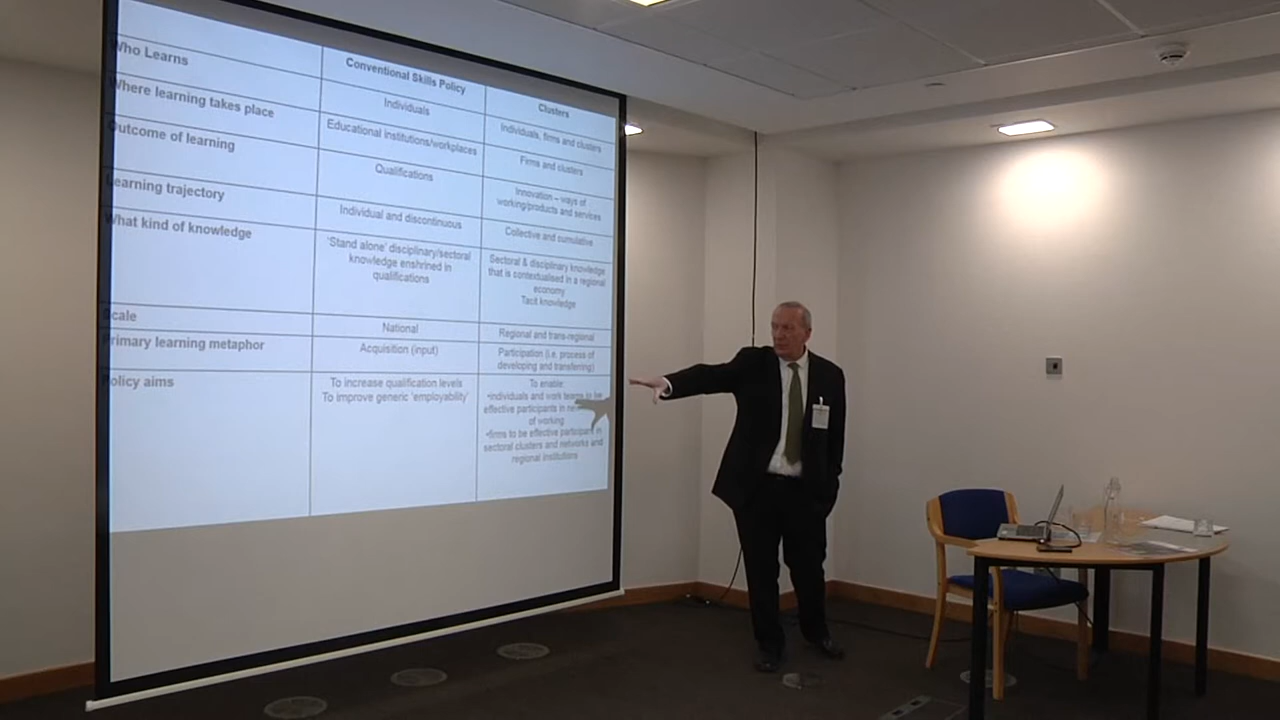 Conventional Skills Policy Clusters
Who Learns Individuals Individuals, firms and clusters
Where learning takes place Educational institutions/workplaces Firms and clusters
Outcome of learning Qualifications Innovation – ways of
working/products and services
Learning trajectory Individual and discontinuous Collective and cumulative
What kind of knowledge 'Stand alone' disciplinary/sectoral Sectoral & disciplinary knowledge
knowledge enshrined in that is contextualised in a regional
qualifications economy
Tacit knowledge
Scale National Regional and trans-regional
Primary learning metaphor Acquisition (input) Participation (i.e. process of
developing and transferring)
Policy aims To increase qualification levels To enable:
To improve generic 'employability' •individuals and work teams to be
effective participants in
of working
•firms to be effective participants in
sectoral clusters and networks and
regional institutions